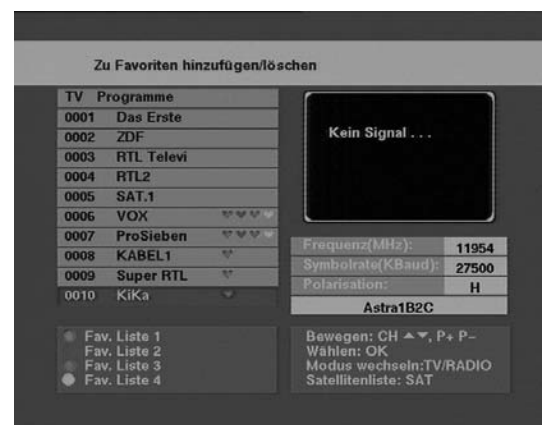 Zu Favoriten hinzufügen/löschen
TV Programme
0001 Das Erste
0002 ZDF
0003 RTL Televi
0004 RTL2
0005 SAT.1
0006 VOX
0007 ProSieben
0008 KABEL1
0009 Super RTL
0010 KiKa
Kein Signal . . .
Frequenz(MHz): 11954
Symbolrate(KBaud): 27500
Polarisation: H
Astra1B2C
Fav. Liste 1
Fav. Liste 2
Fav. Liste 3
Fav. Liste 4
Bewegen: CH ▲▼, P+ P–
Wählen: OK
Modus wechseln:TV/RADIO
Satellitenliste: SAT